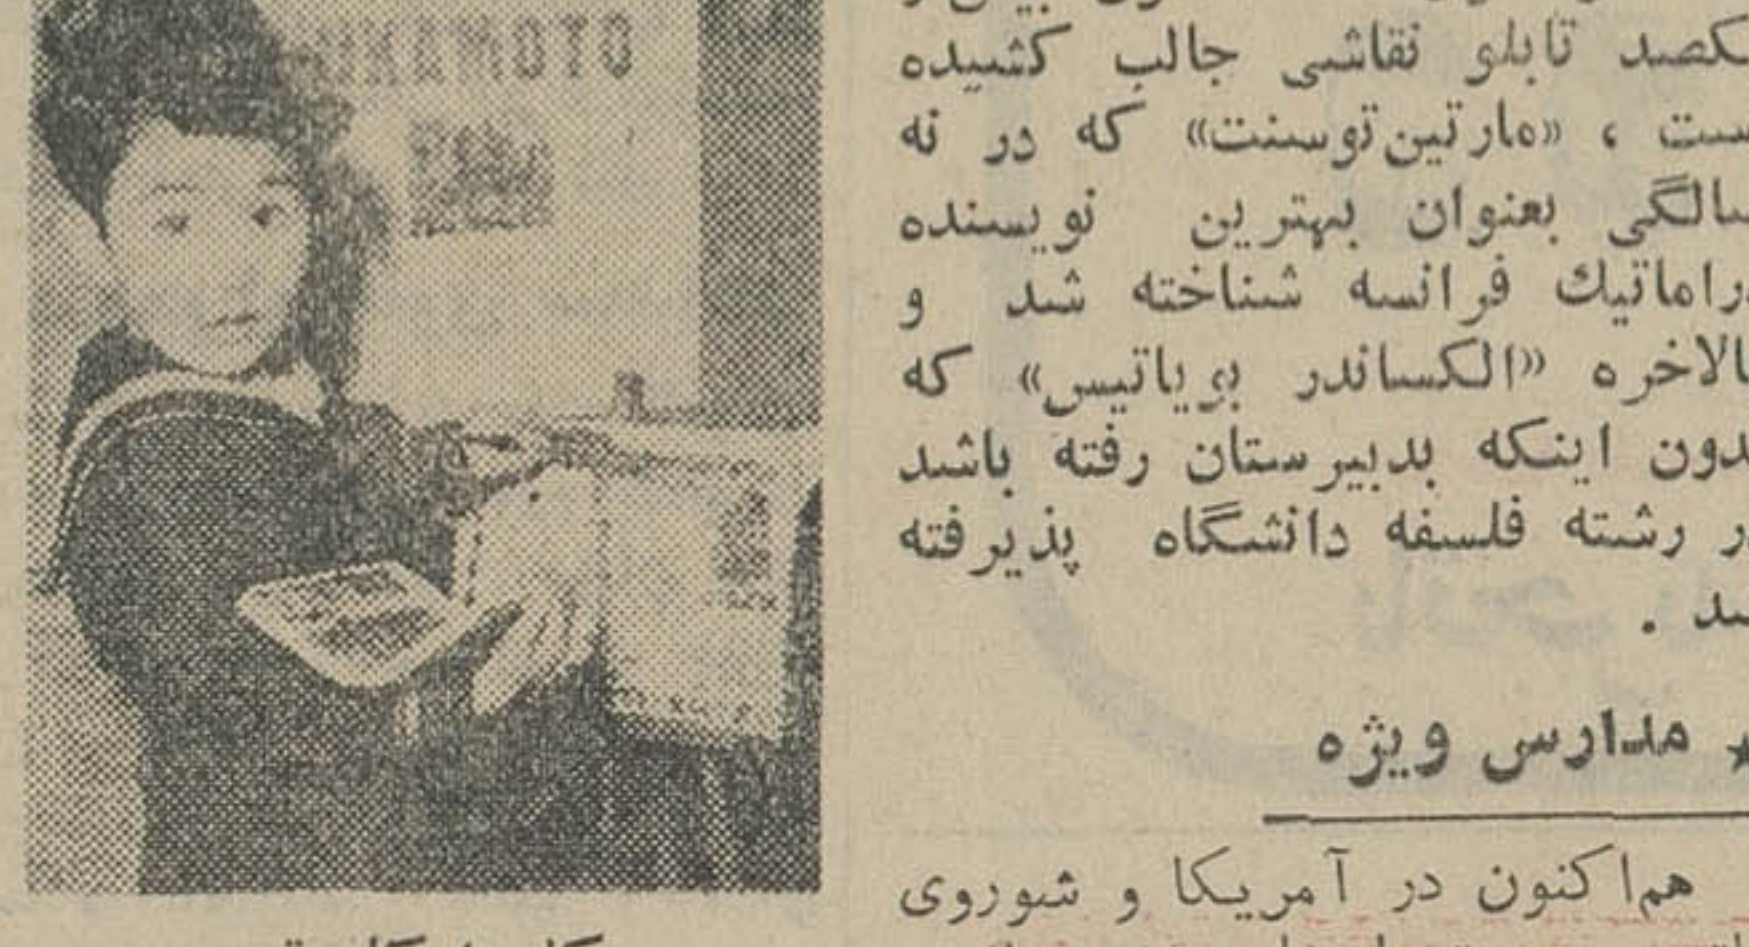 UKEMOTO
تابلو نقاشی جالب کشیده
، «مارتین توسنت» که در نه
سالگی بعنوان بهترین نویسنده
دراماتیك فرانسه شناخته شد و
بالاخره «الکساندر بریاتیس» که
بدون اینکه بدبیرستان رفته باشد
در رشته فلسفه دانشگاه پذیرفته
شد .
★ مدارس ویژه
هم‌اکنون در آمریکا و شوروی